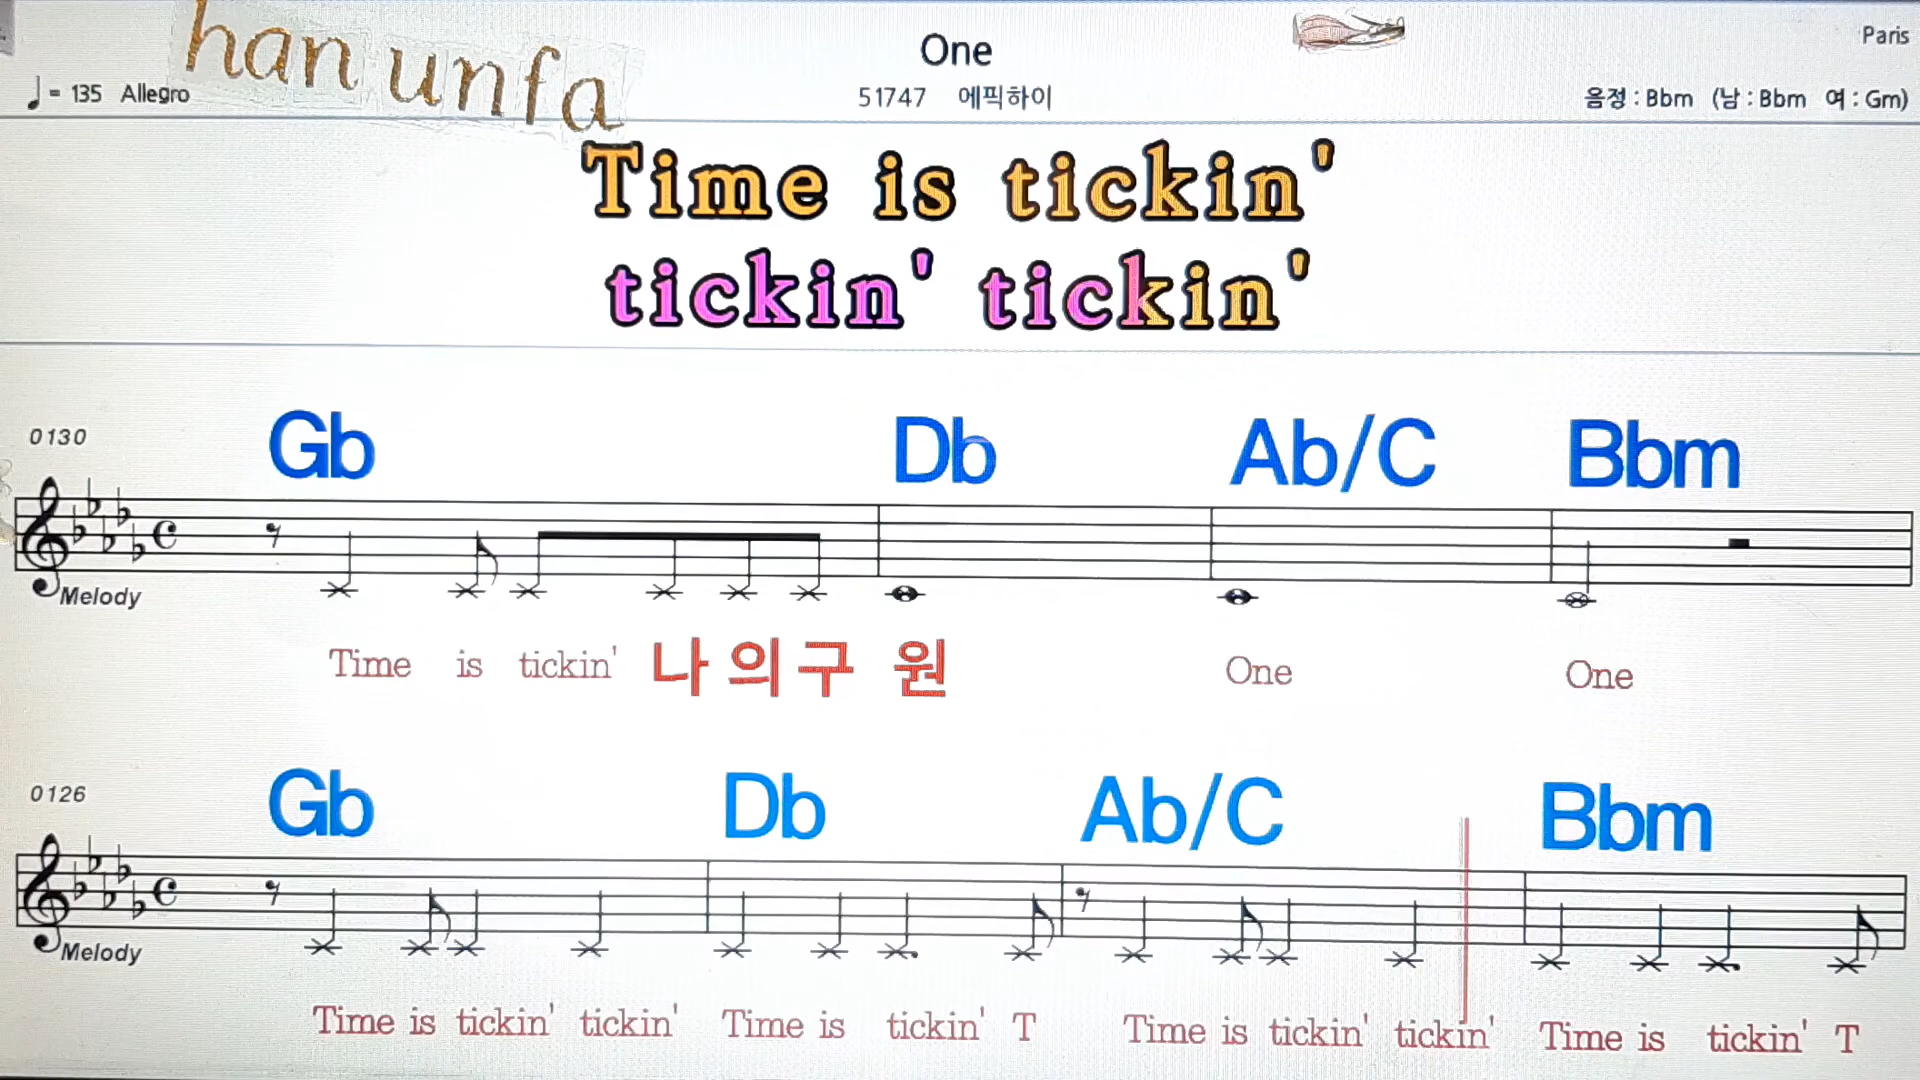 han unfa
One
Paris
♩= 135 Allegro
51747 에픽하이
음정 : Bbm (남 : Bbm 여 : Gm)
Time is tickin'
tickin' tickin'
0130 Gb Db Ab/C Bbm
Melody
Time is tickin' 나 의 구 원 One One
0126 Gb Db Ab/C Bbm
Melody
Time is tickin' tickin' Time is tickin' T Time is tickin' tickin' Time is tickin' T